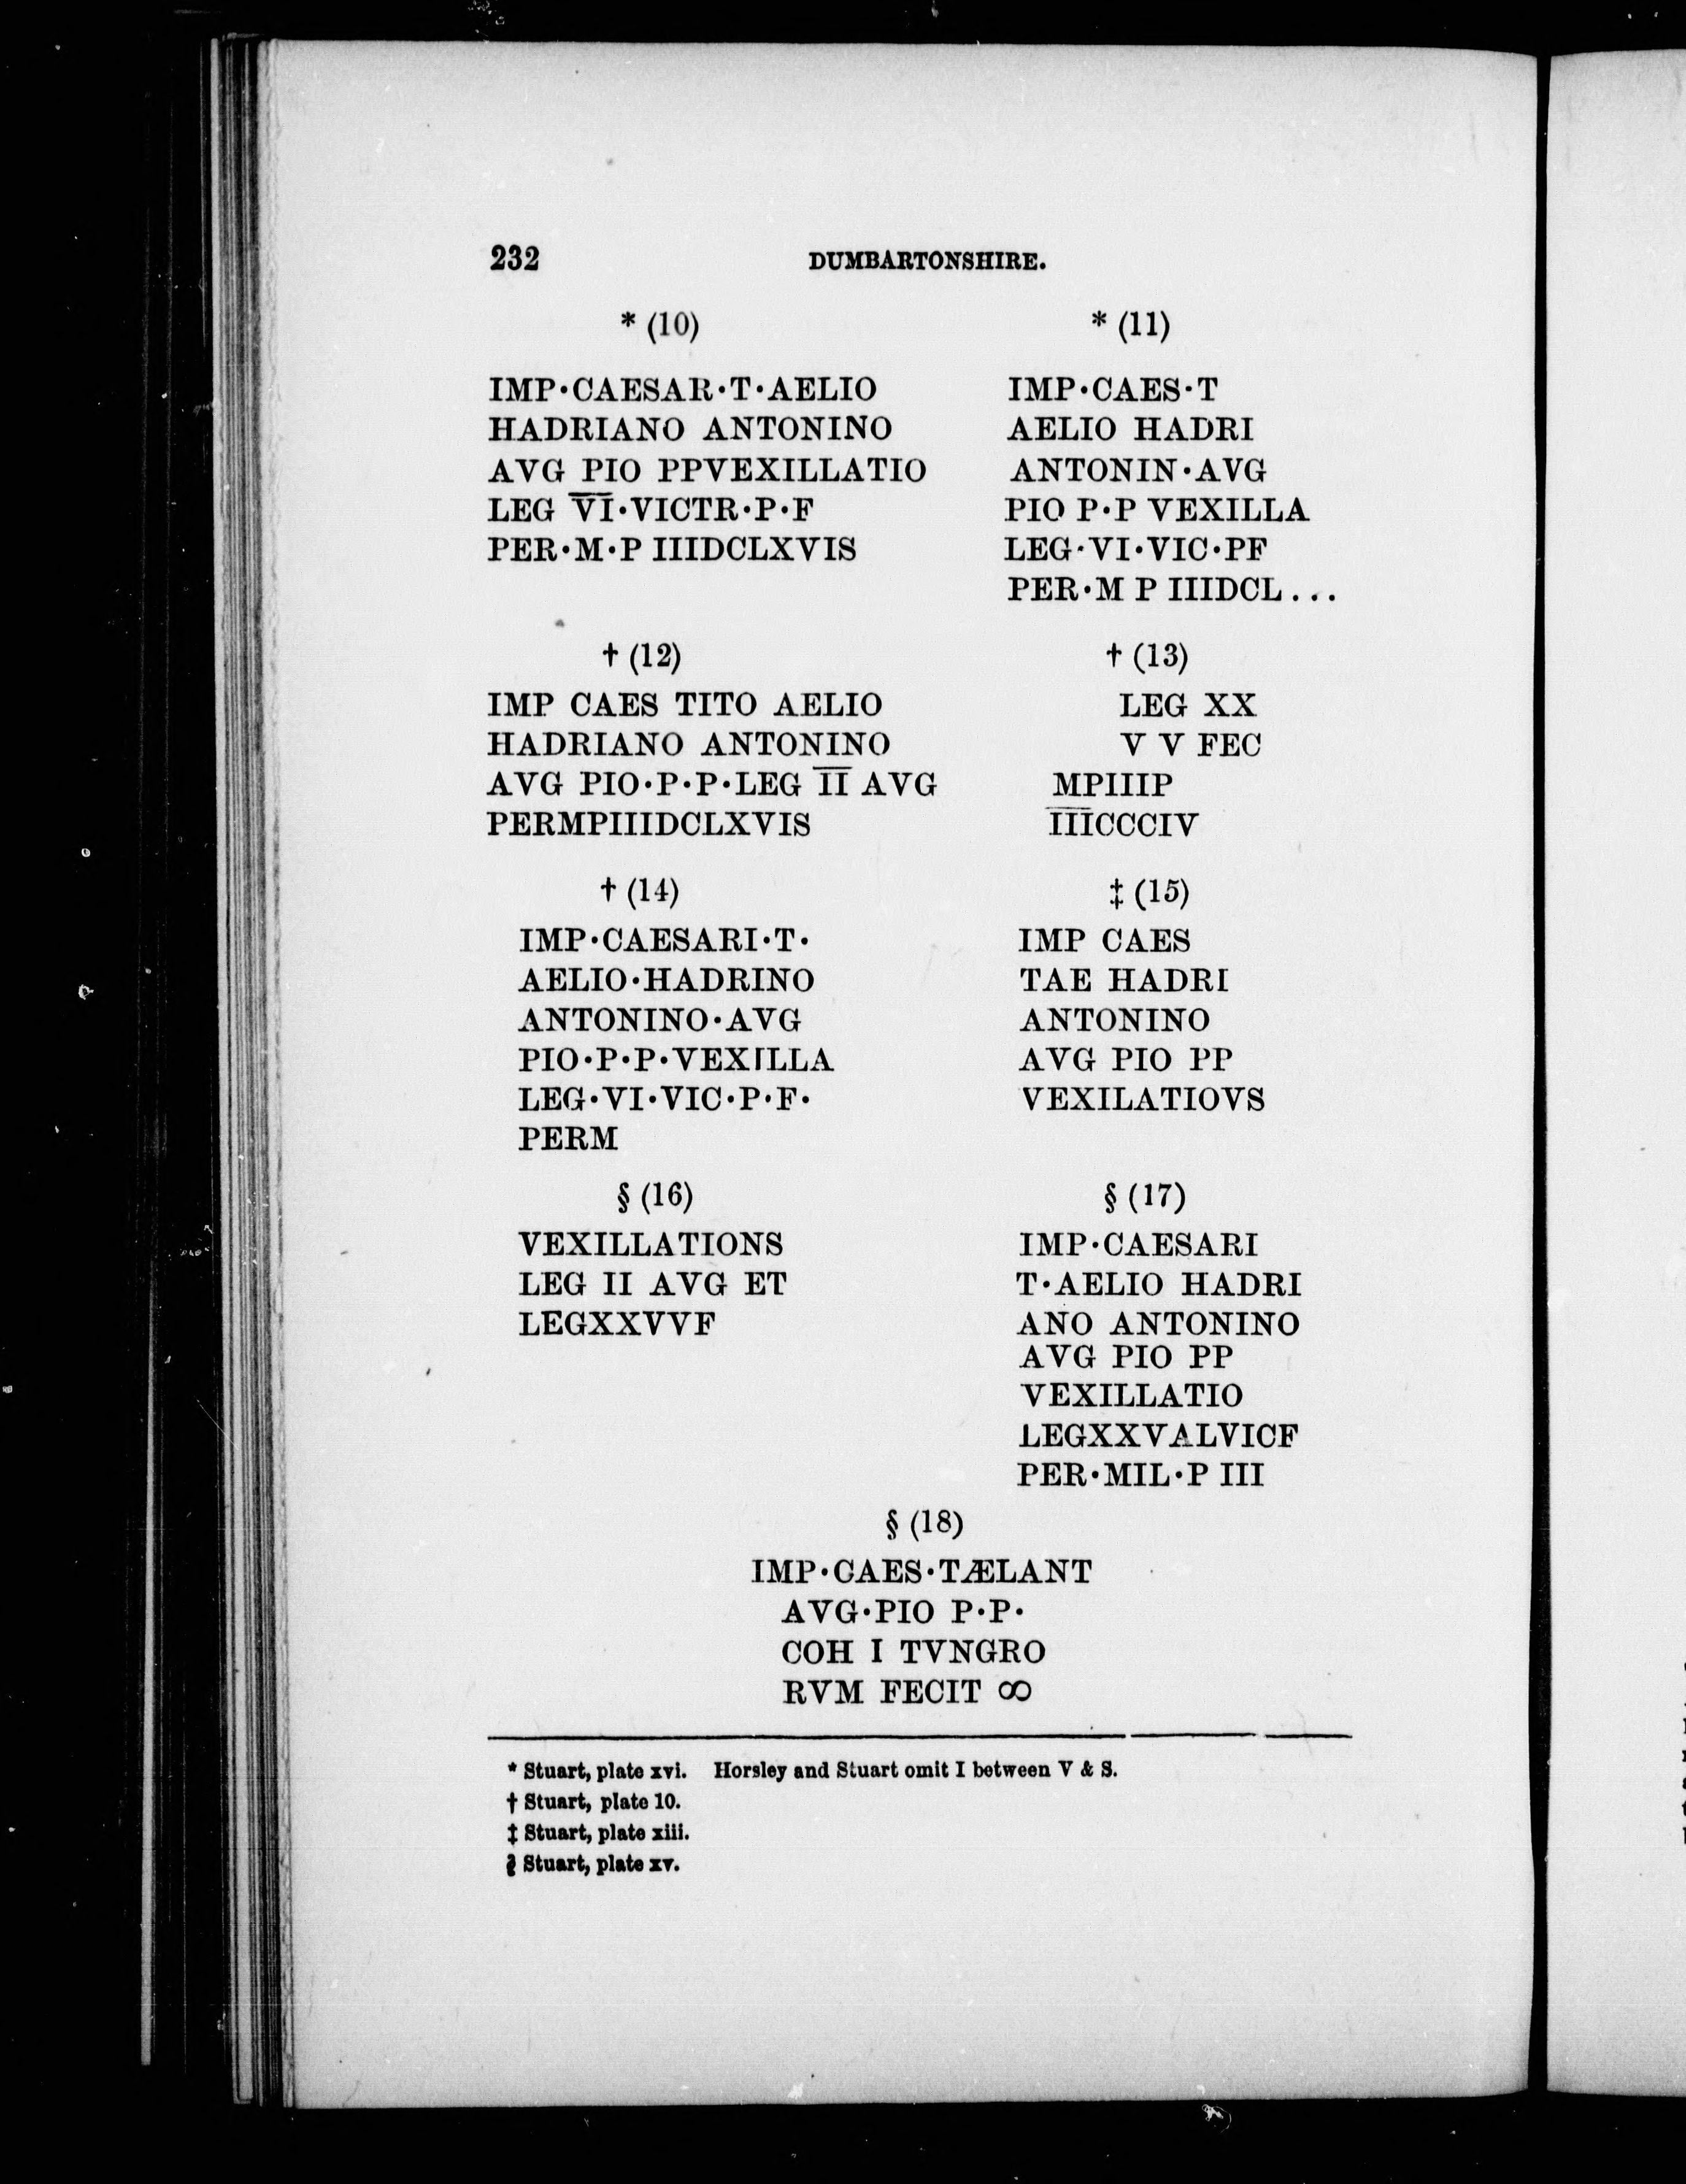 232 DUMBARTONSHIRE.
* (10)
IMP·CAESAR·T·AELIO
HADRIANO ANTONINO
AVG PIO PPVEXILLATIO
LEG V̅I̅·VICTR·P·F
PER·M·P IIIDCLXVIS
* (11)
IMP·CAES·T
AELIO HADRI
ANTONIN·AVG
PIO P·P VEXILLA
LEG·VI·VIC·PF
PER·M P IIIDCL...
† (12)
IMP CAES TITO AELIO
HADRIANO ANTONINO
AVG PIO·P·P·LEG I̅I̅ AVG
PERMPIIIDCLXVIS
† (13)
LEG XX
V V FEC
MPIIIP
I̅I̅I̅CCCIV
† (14)
IMP·CAESARI·T·
AELIO·HADRINO
ANTONINO·AVG
PIO·P·P·VEXILLA
LEG·VI·VIC·P·F·
PERM
‡ (15)
IMP CAES
TAE HADRI
ANTONINO
AVG PIO PP
VEXILATIOVS
§ (16)
VEXILLATIONS
LEG II AVG ET
LEGXXVVF
§ (17)
IMP·CAESARI
T·AELIO HADRI
ANO ANTONINO
AVG PIO PP
VEXILLATIO
LEGXXVALVICF
PER·MIL·P III
§ (18)
IMP·CAES·TÆLANT
AVG·PIO P·P·
COH I TVNGRO
RVM FECIT ∞
* Stuart, plate xvi. Horsley and Stuart omit I between V & S.
† Stuart, plate 10.
‡ Stuart, plate xiii.
§ Stuart, plate xv.